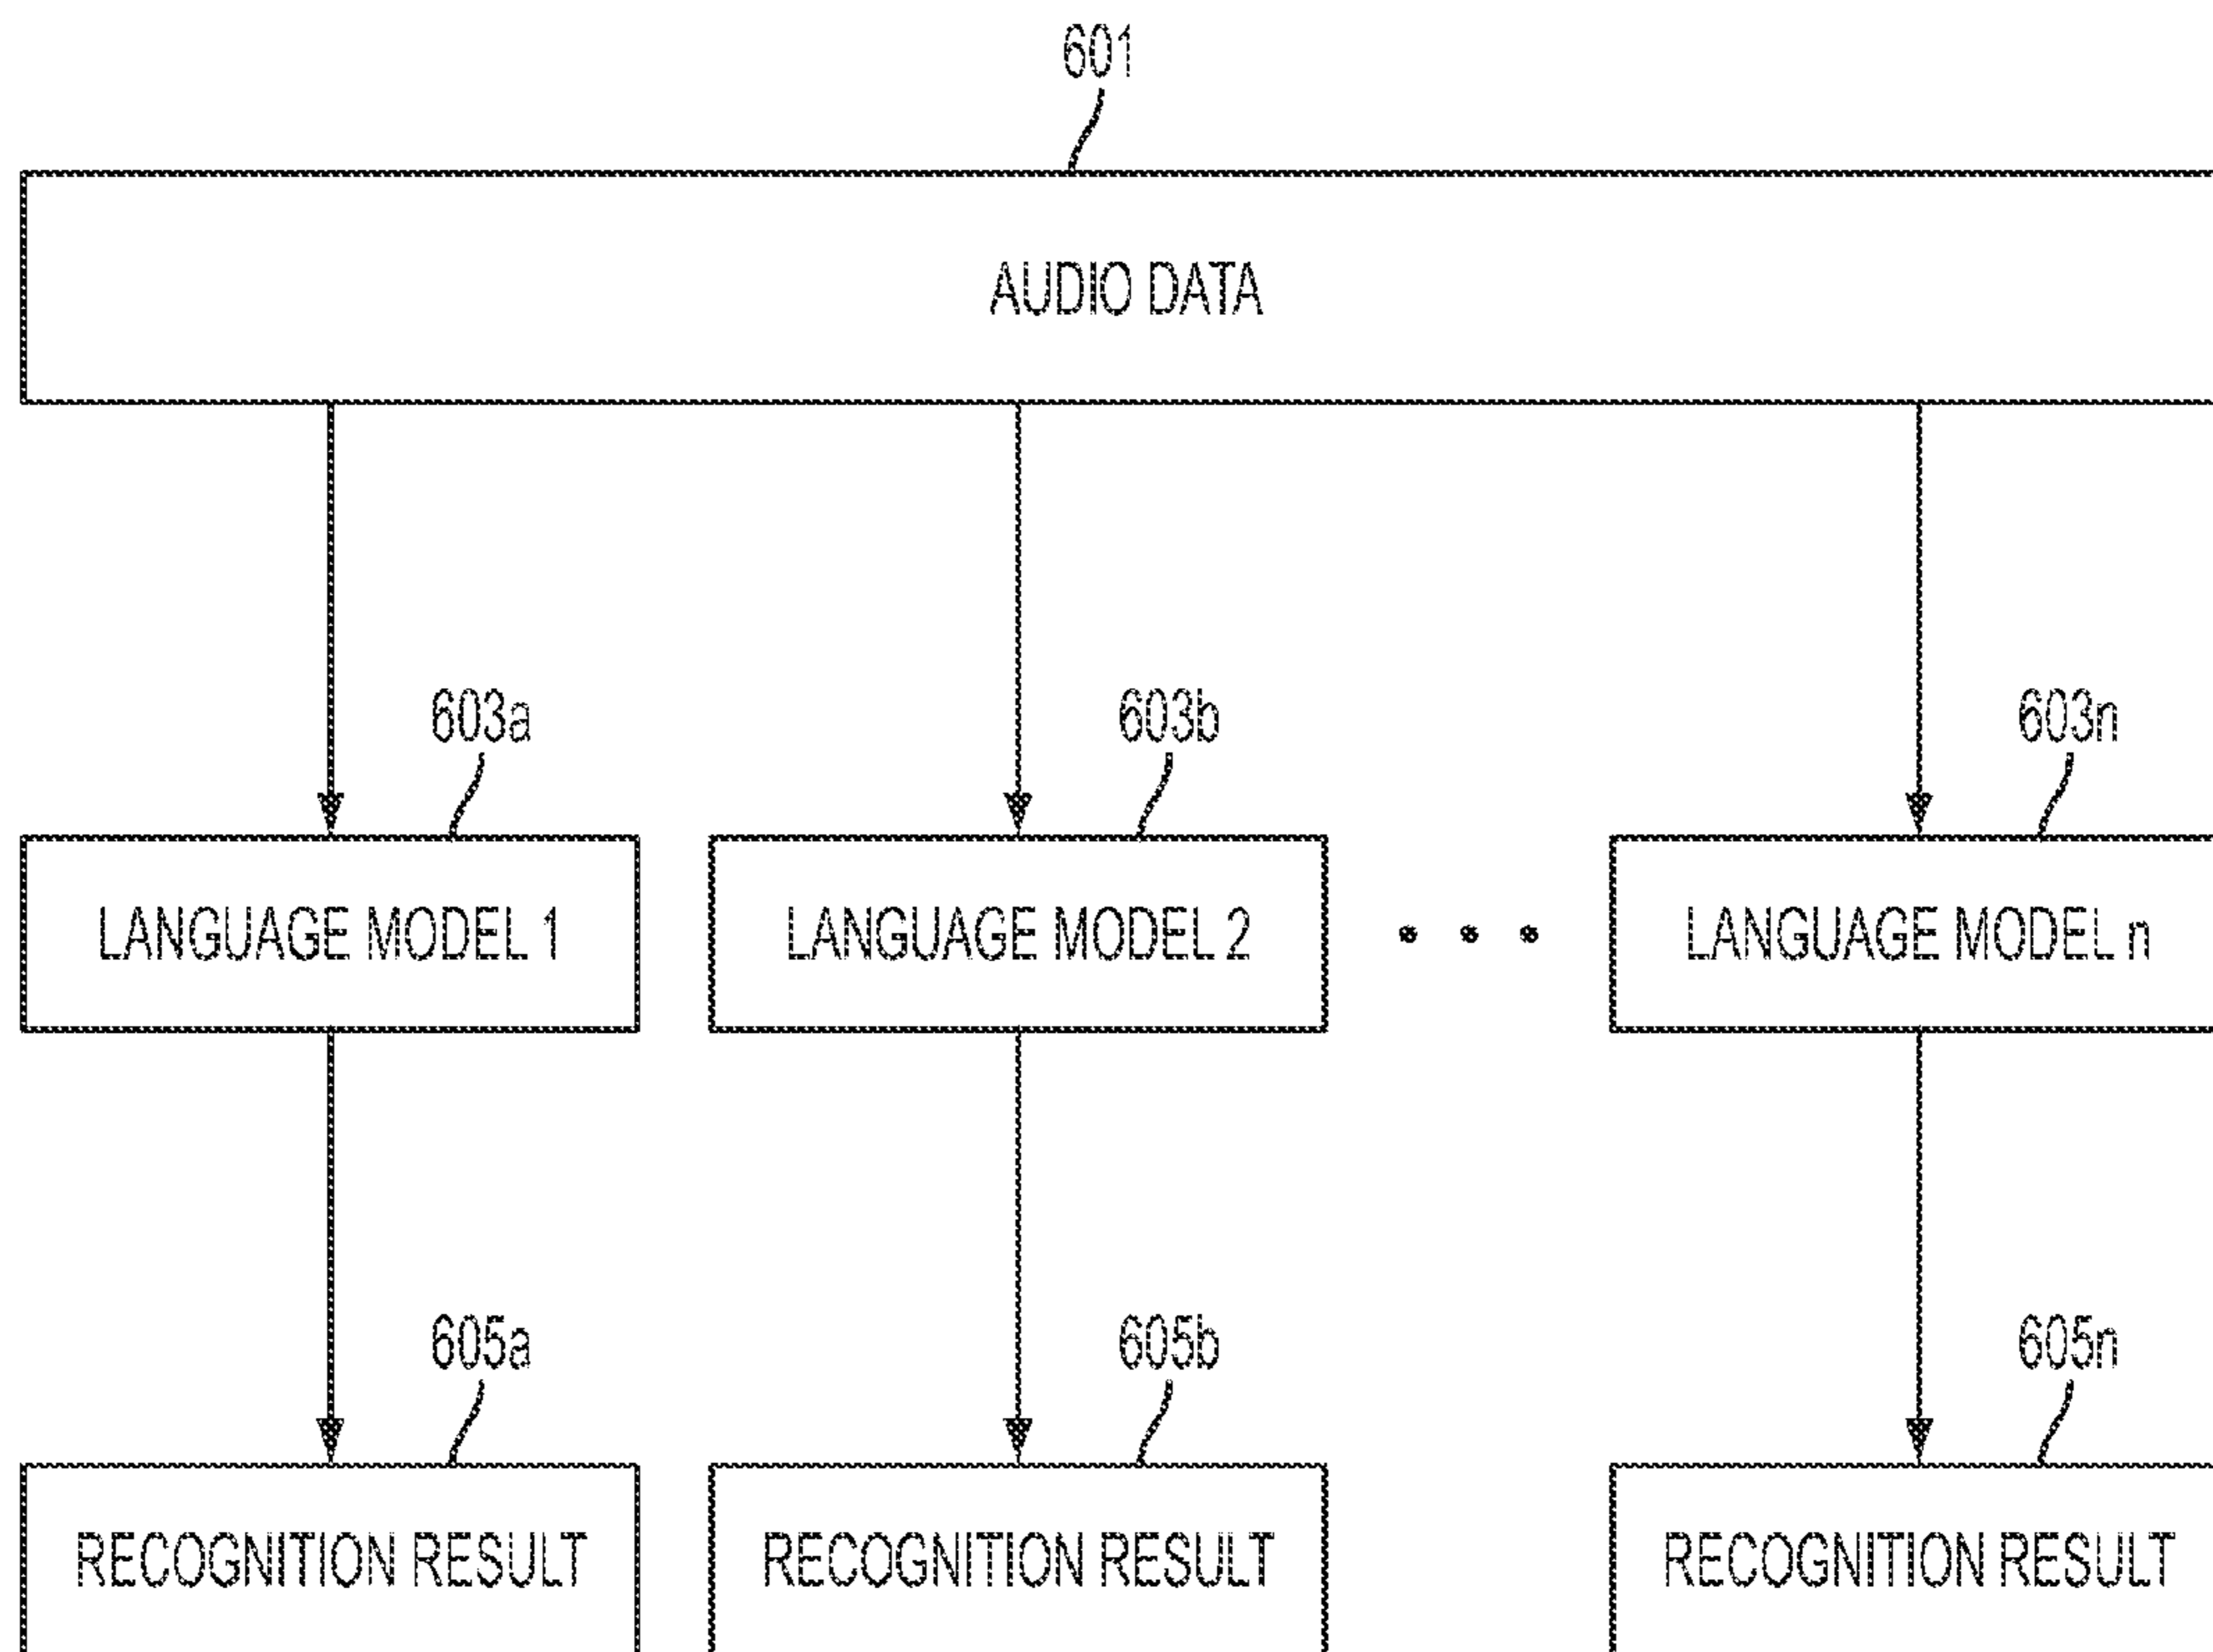 601
AUDIO DATA
603a
603b
603n
LANGUAGE MODEL 1
LANGUAGE MODEL 2
LANGUAGE MODEL n
605a
605b
605n
RECOGNITION RESULT
RECOGNITION RESULT
RECOGNITION RESULT